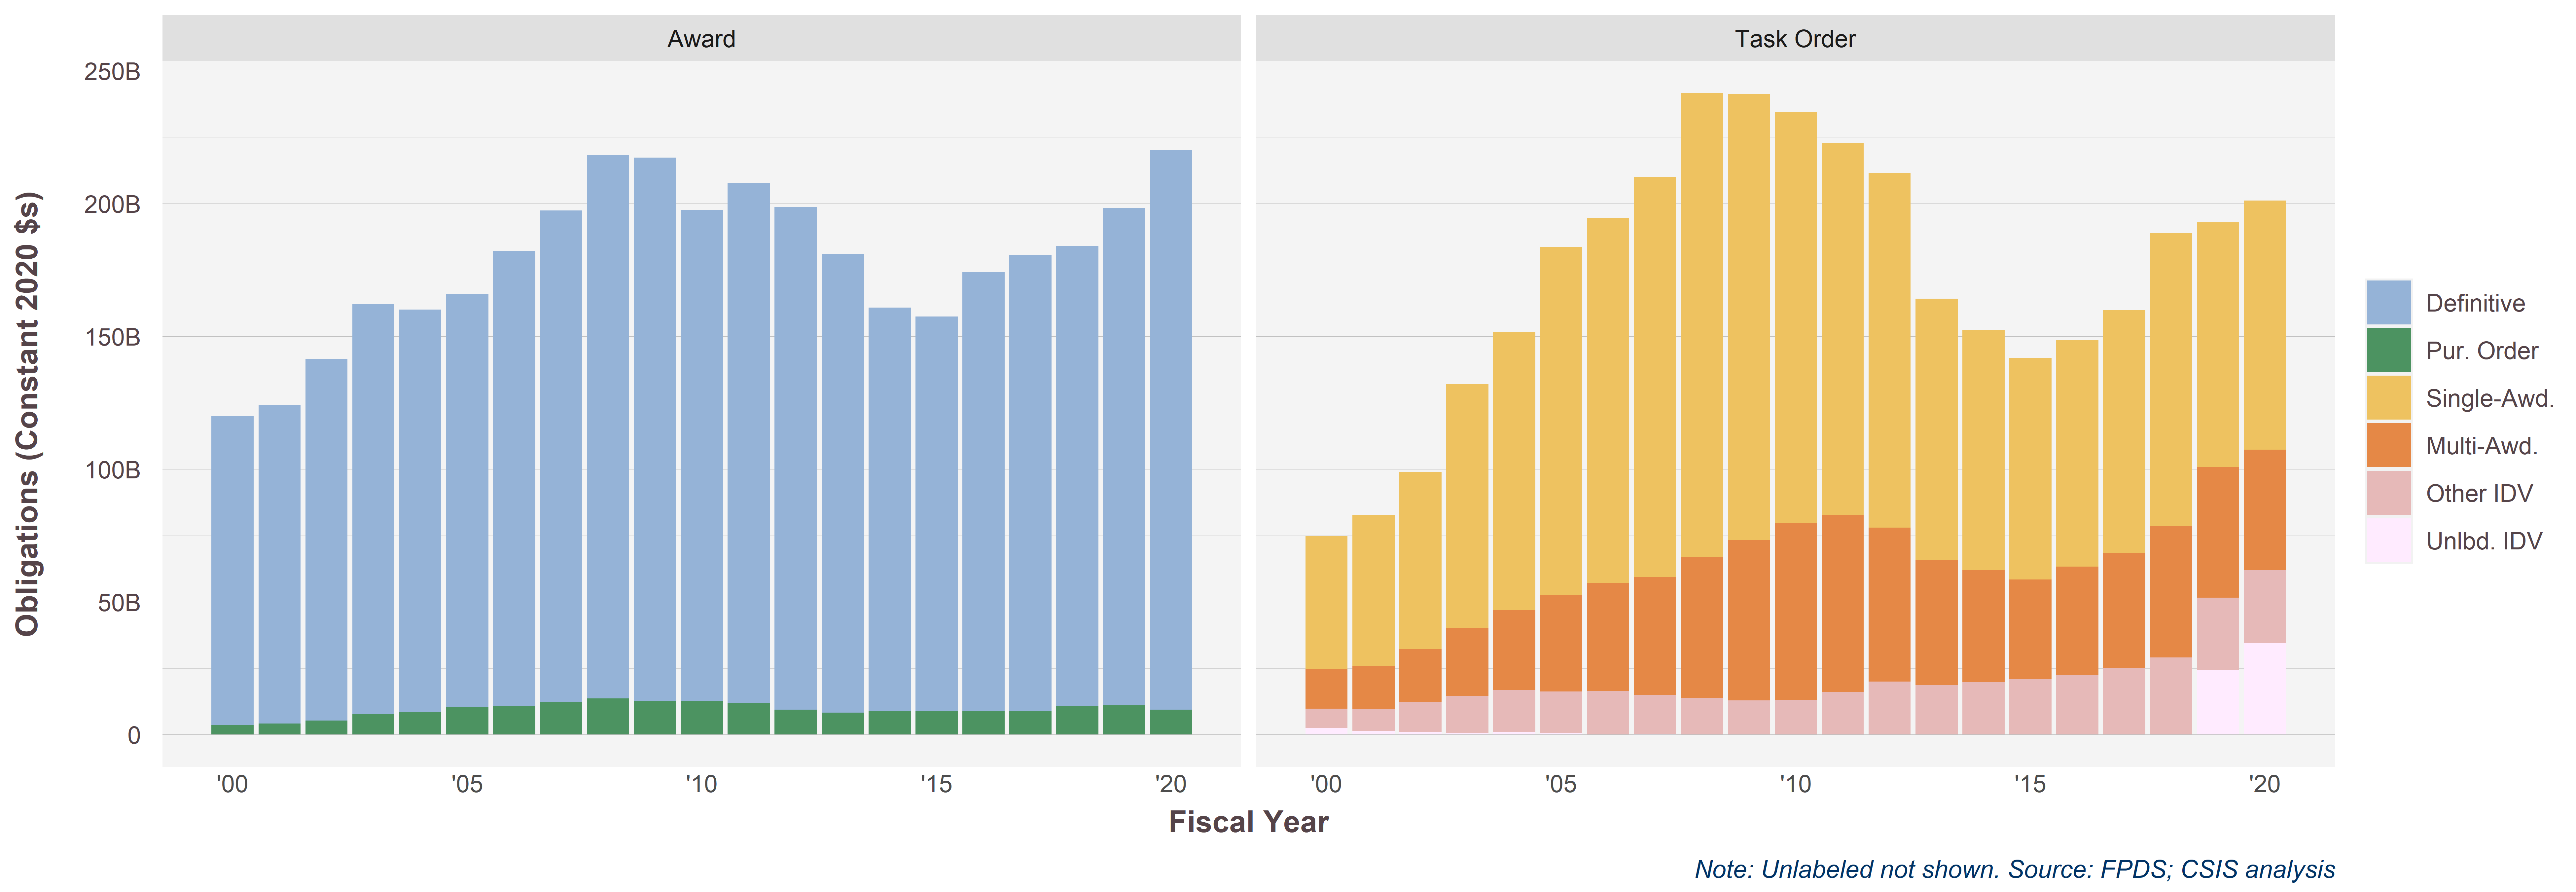 Award
Task Order
Obligations (Constant 2020 $s)
250B
200B
150B
100B
50B
0
'00 '05 '10 '15 '20
'00 '05 '10 '15 '20
Fiscal Year
Definitive
Pur. Order
Single-Awd.
Multi-Awd.
Other IDV
Unlbd. IDV
Note: Unlabeled not shown. Source: FPDS; CSIS analysis